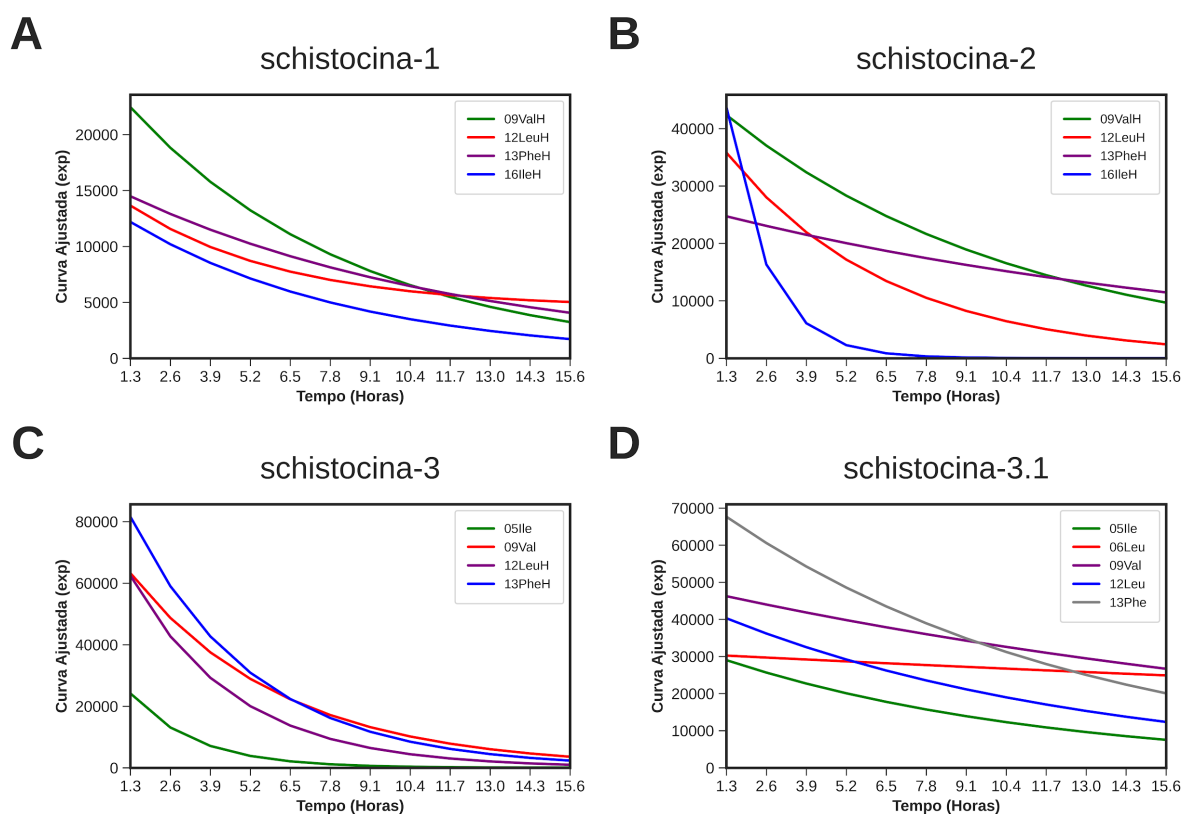 A
schistocina-1
Curva Ajustada (exp)
20000
15000
10000
5000
0
09ValH
12LeuH
13PheH
16IleH
1.3 2.6 3.9 5.2 6.5 7.8 9.1 10.4 11.7 13.0 14.3 15.6
Tempo (Horas)
B
schistocina-2
Curva Ajustada (exp)
40000
30000
20000
10000
0
09ValH
12LeuH
13PheH
16IleH
1.3 2.6 3.9 5.2 6.5 7.8 9.1 10.4 11.7 13.0 14.3 15.6
Tempo (Horas)
C
schistocina-3
Curva Ajustada (exp)
80000
60000
40000
20000
0
05Ile
09Val
12LeuH
13PheH
1.3 2.6 3.9 5.2 6.5 7.8 9.1 10.4 11.7 13.0 14.3 15.6
Tempo (Horas)
D
schistocina-3.1
Curva Ajustada (exp)
70000
60000
50000
40000
30000
20000
10000
0
05Ile
06Leu
09Val
12Leu
13Phe
1.3 2.6 3.9 5.2 6.5 7.8 9.1 10.4 11.7 13.0 14.3 15.6
Tempo (Horas)